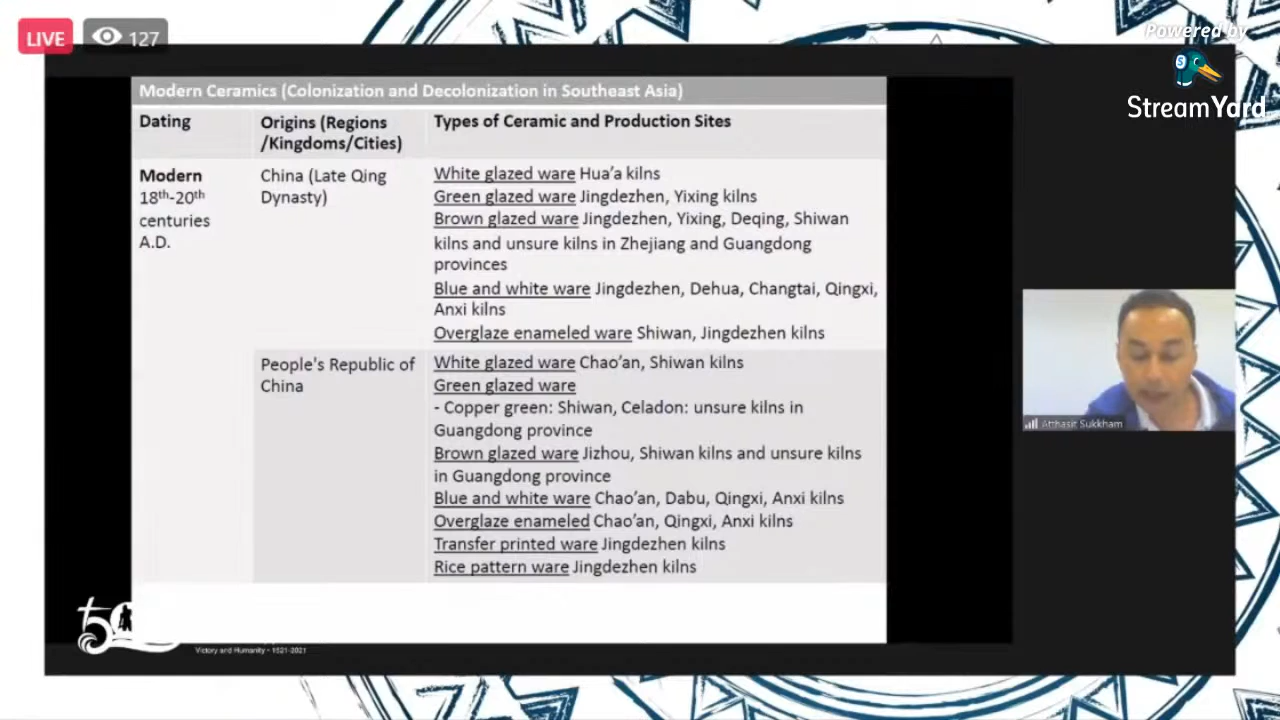 LIVE
127
Powered by
StreamYard
Modern Ceramics (Colonization and Decolonization in Southeast Asia)
Dating
Origins (Regions
/Kingdoms/Cities)
Types of Ceramic and Production Sites
Modern
18th-20th
centuries
A.D.
China (Late Qing
Dynasty)
White glazed ware Hua’a kilns
Green glazed ware Jingdezhen, Yixing kilns
Brown glazed ware Jingdezhen, Yixing, Deqing, Shiwan
kilns and unsure kilns in Zhejiang and Guangdong
provinces
Blue and white ware Jingdezhen, Dehua, Changtai, Qingxi,
Anxi kilns
Overglaze enameled ware Shiwan, Jingdezhen kilns
People's Republic of
China
White glazed ware Chao’an, Shiwan kilns
Green glazed ware
- Copper green: Shiwan, Celadon: unsure kilns in
Guangdong province
Brown glazed ware Jizhou, Shiwan kilns and unsure kilns
in Guangdong province
Blue and white ware Chao’an, Dabu, Qingxi, Anxi kilns
Overglaze enameled Chao’an, Qingxi, Anxi kilns
Transfer printed ware Jingdezhen kilns
Rice pattern ware Jingdezhen kilns
Atthasit Sukkham
Victory and Humanity • 1521-2021